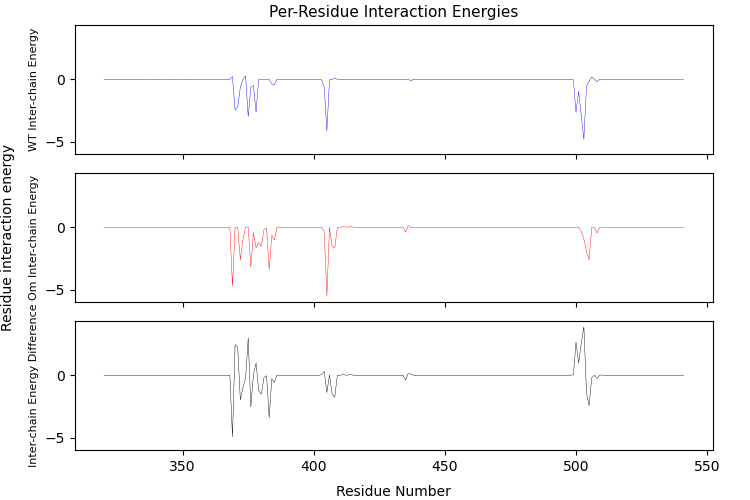 Per-Residue Interaction Energies
Residue interaction energy
WT Inter-chain Energy
0
−5
Om Inter-chain Energy
0
−5
Inter-chain Energy Difference
0
−5
350
400
450
500
550
Residue Number